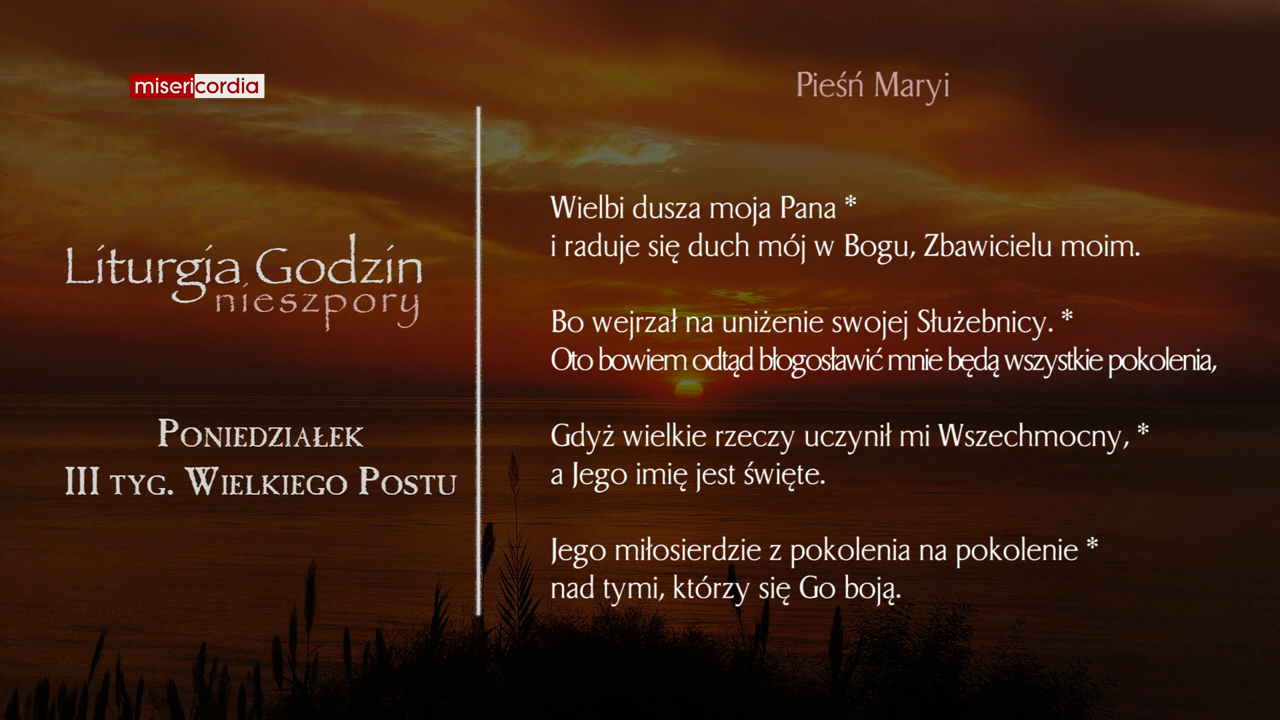 misericordia
Pieśń Maryi
Liturgia Godzin
nieszpory
Poniedziałek
III tyg. Wielkiego Postu
Wielbi dusza moja Pana *
i raduje się duch mój w Bogu, Zbawicielu moim.
Bo wejrzał na uniżenie swojej Służebnicy. *
Oto bowiem odtąd błogosławić mnie będą wszystkie pokolenia,
Gdyż wielkie rzeczy uczynił mi Wszechmocny, *
a Jego imię jest święte.
Jego miłosierdzie z pokolenia na pokolenie *
nad tymi, którzy się Go boją.